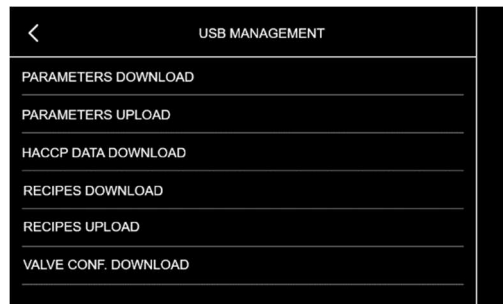 USB MANAGEMENT
PARAMETERS DOWNLOAD
PARAMETERS UPLOAD
HACCP DATA DOWNLOAD
RECIPES DOWNLOAD
RECIPES UPLOAD
VALVE CONF. DOWNLOAD